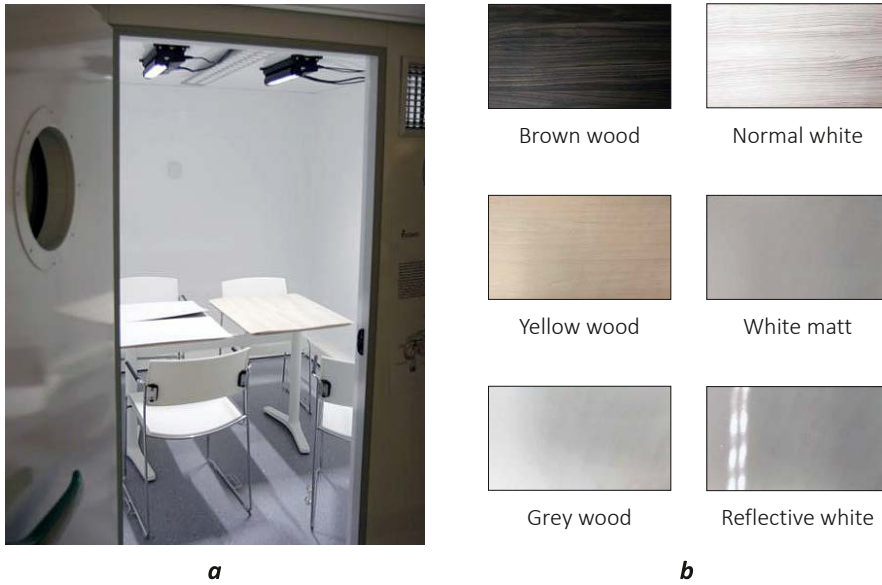 Brown wood
Normal white
Yellow wood
White matt
Grey wood
Reflective white
a
b